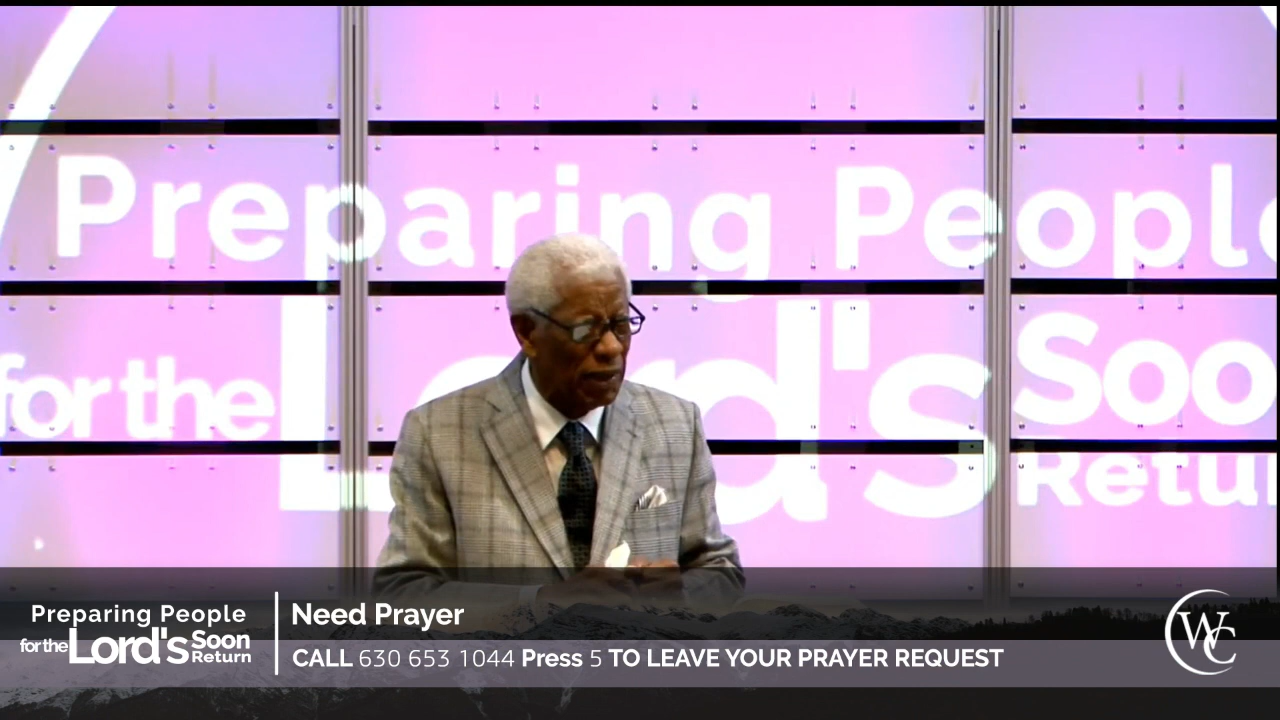 Preparing People
for the Lord's Soon
Return
Preparing People
for the Lord's Soon
Return
Need Prayer
CALL 630 653 1044 Press 5 TO LEAVE YOUR PRAYER REQUEST
WC